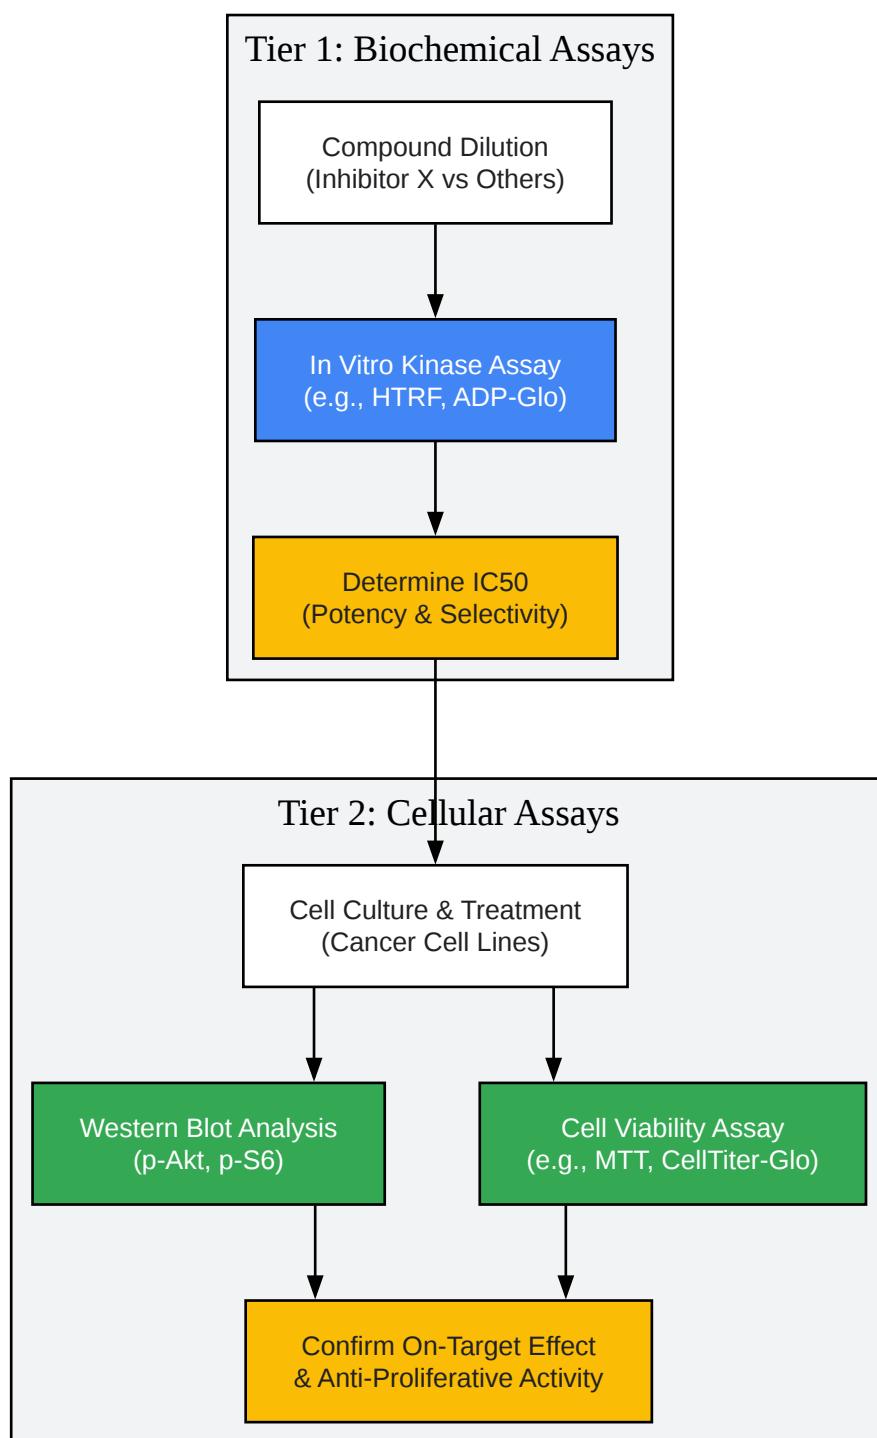 Tier 1: Biochemical Assays
Compound Dilution
(Inhibitor X vs Others)
In Vitro Kinase Assay
(e.g., HTRF, ADP-Glo)
Determine IC50
(Potency & Selectivity)
Tier 2: Cellular Assays
Cell Culture & Treatment
(Cancer Cell Lines)
Western Blot Analysis
(p-Akt, p-S6)
Cell Viability Assay
(e.g., MTT, CellTiter-Glo)
Confirm On-Target Effect
& Anti-Proliferative Activity